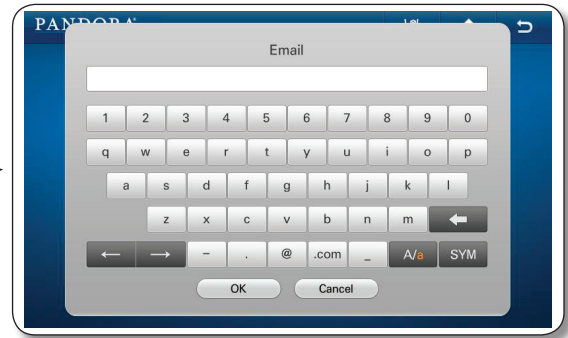 PANDORA
Email
1 2 3 4 5 6 7 8 9 0
q w e r t y u i o p
a s d f g h j k l
z x c v b n m
- . @ .com _ A/a SYM
OK Cancel